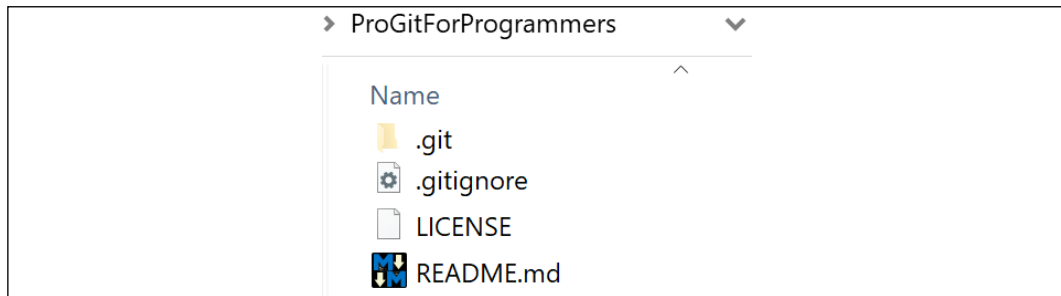 ProGitForProgrammers
Name
.git
.gitignore
LICENSE
README.md